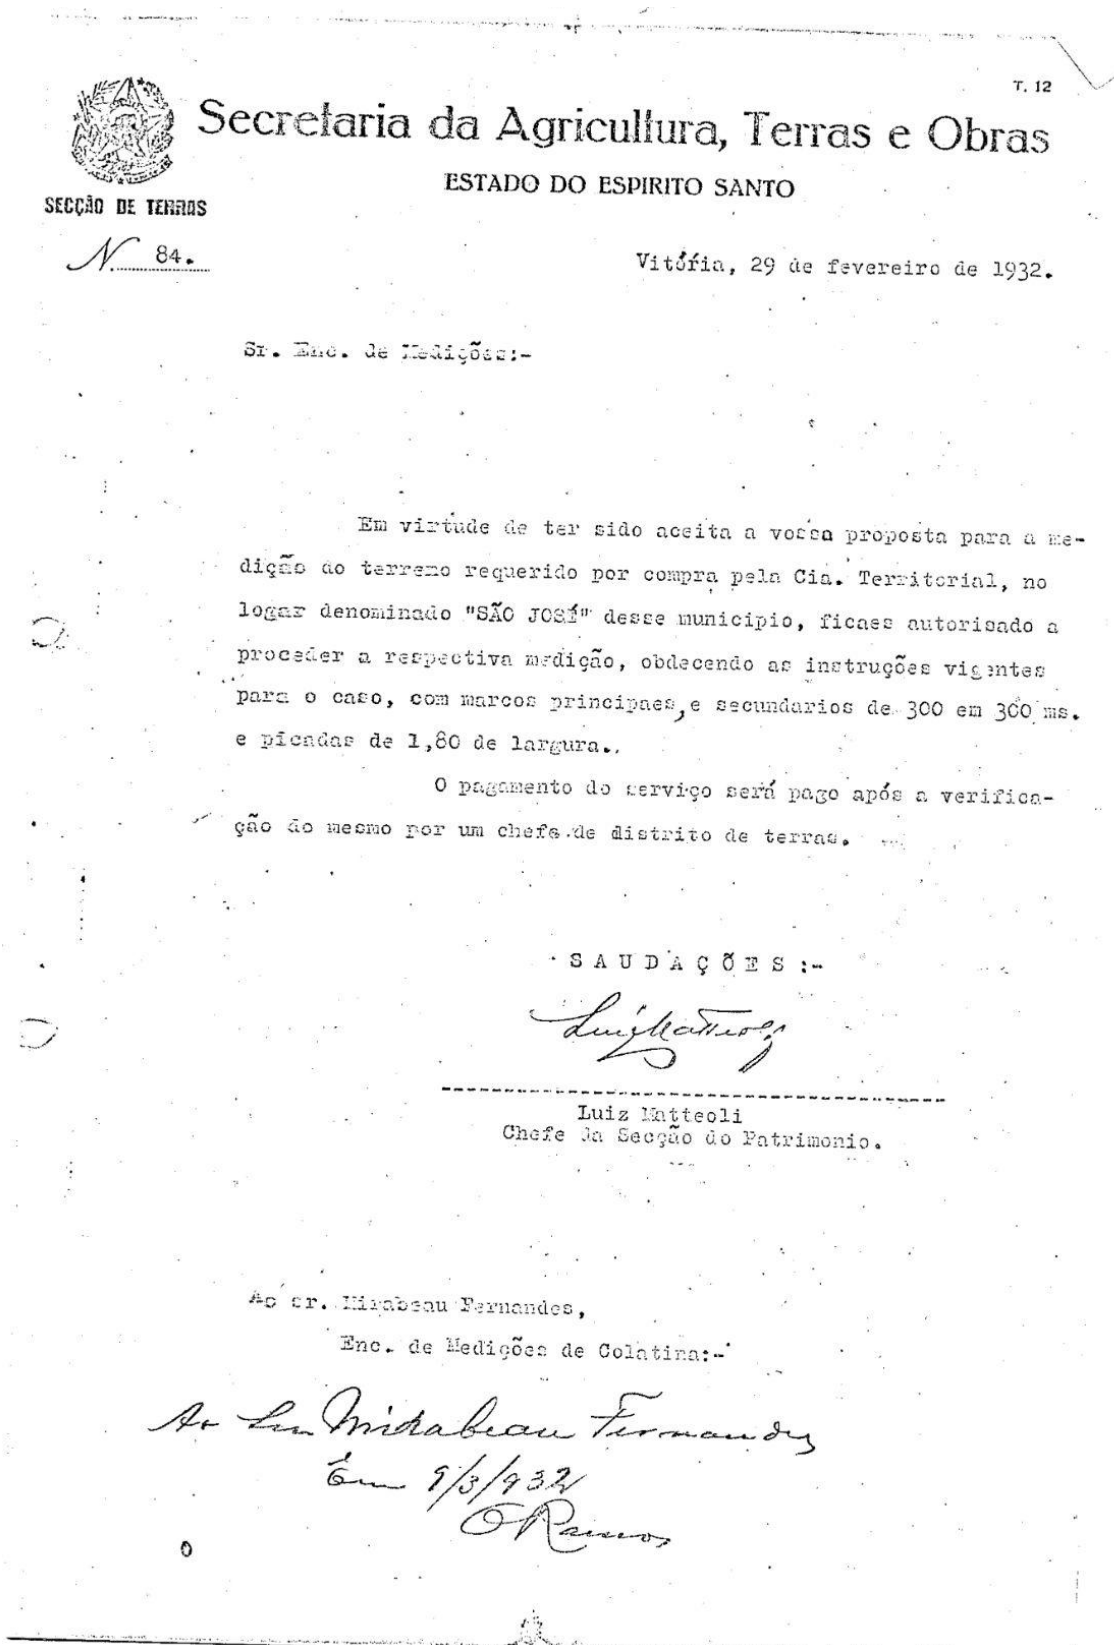 T. 12
Secretaria da Agricultura, Terras e Obras
ESTADO DO ESPIRITO SANTO
SECÇÃO DE TERRAS
N. 84.
Vitória, 29 de fevereiro de 1932.
Sr. Enc. de Medições:-
Em virtude de ter sido aceita a vossa proposta para a me-
dição do terreno requerido por compra pela Cia. Territorial, no
logar denominado "SÃO JOSÉ" desse municipio, ficaes autorisado a
proceder a respectiva medição, obdecendo as instruções vigentes
para o caso, com marcos principaes, e secundarios de 300 em 300 ms.
e picadas de 1,80 de largura..
O pagamento do serviço será pago após a verifica-
ção do mesmo por um chefe de distrito de terras.
SAUDAÇÕES:-
Luiz Matteoli
Luiz Matteoli
Chefe da Secção do Patrimonio.
Ao sr. Mirabeau Fernandes,
Enc. de Medições de Colatina:-
Ao Snr Mirabeau Fernandes
Em 9/3/932
O Ramos